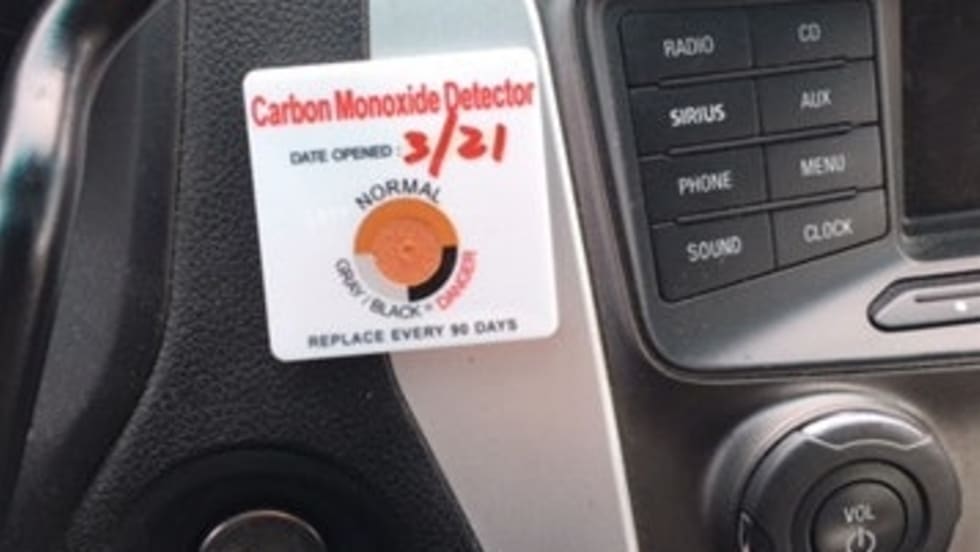 Carbon Monoxide Detector
DATE OPENED : 3/21
NORMAL
GRAY / BLACK = DANGER
REPLACE EVERY 90 DAYS
RADIO
CD
SIRIUS
AUX
PHONE
MENU
SOUND
CLOCK
VOL